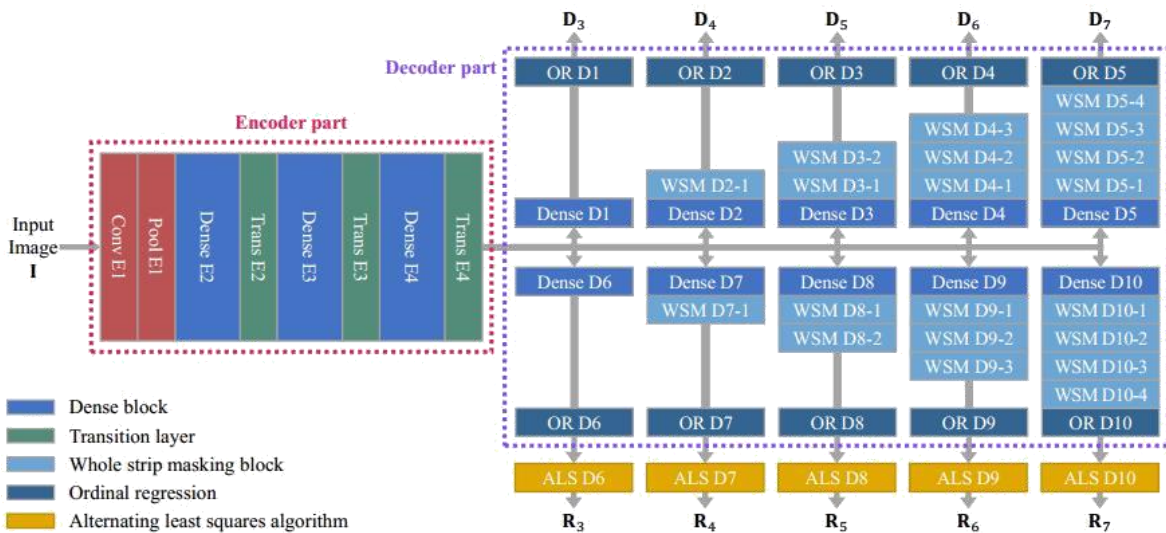 D₃ D₄ D₅ D₆ D₇
Decoder part
OR D1 OR D2 OR D3 OR D4 OR D5
WSM D5-4
WSM D4-3 WSM D5-3
WSM D3-2 WSM D4-2 WSM D5-2
WSM D2-1 WSM D3-1 WSM D4-1 WSM D5-1
Dense D1 Dense D2 Dense D3 Dense D4 Dense D5
Encoder part
Input
Image
I
Conv E1
Pool E1
Dense E2
Trans E2
Dense E3
Trans E3
Dense E4
Trans E4
Dense D6 Dense D7 Dense D8 Dense D9 Dense D10
WSM D7-1 WSM D8-1 WSM D9-1 WSM D10-1
WSM D8-2 WSM D9-2 WSM D10-2
WSM D9-3 WSM D10-3
WSM D10-4
OR D6 OR D7 OR D8 OR D9 OR D10
ALS D6 ALS D7 ALS D8 ALS D9 ALS D10
R₃ R₄ R₅ R₆ R₇
Dense block
Transition layer
Whole strip masking block
Ordinal regression
Alternating least squares algorithm